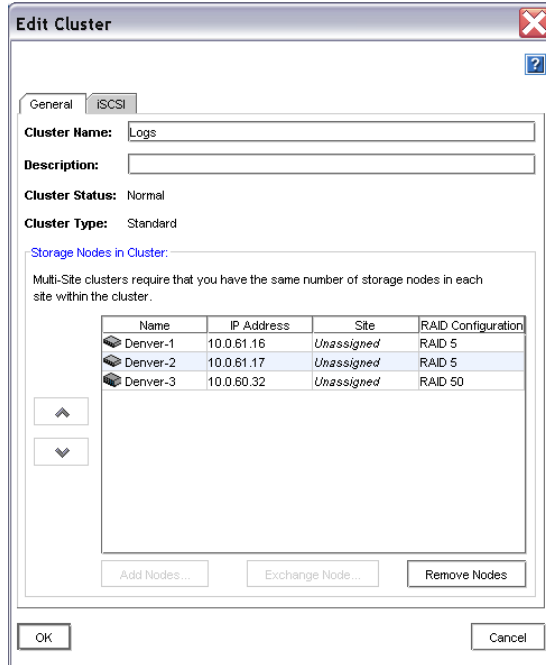 Edit Cluster
?
General iSCSI
Cluster Name: Logs
Description:
Cluster Status: Normal
Cluster Type: Standard
Storage Nodes in Cluster:
Multi-Site clusters require that you have the same number of storage nodes in each
site within the cluster.
Name IP Address Site RAID Configuration
Denver-1 10.0.61.16 Unassigned RAID 5
Denver-2 10.0.61.17 Unassigned RAID 5
Denver-3 10.0.60.32 Unassigned RAID 50
Add Nodes... Exchange Node... Remove Nodes
OK Cancel